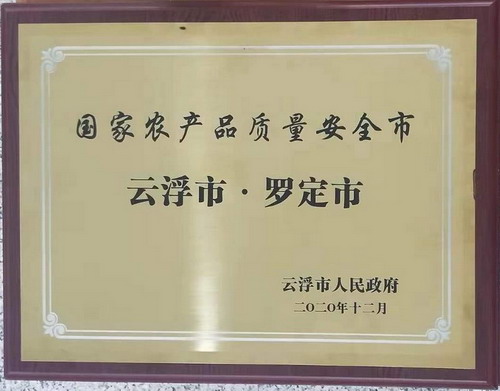 国家农产品质量安全市
云浮市·罗定市
云浮市人民政府
二〇二〇年十二月